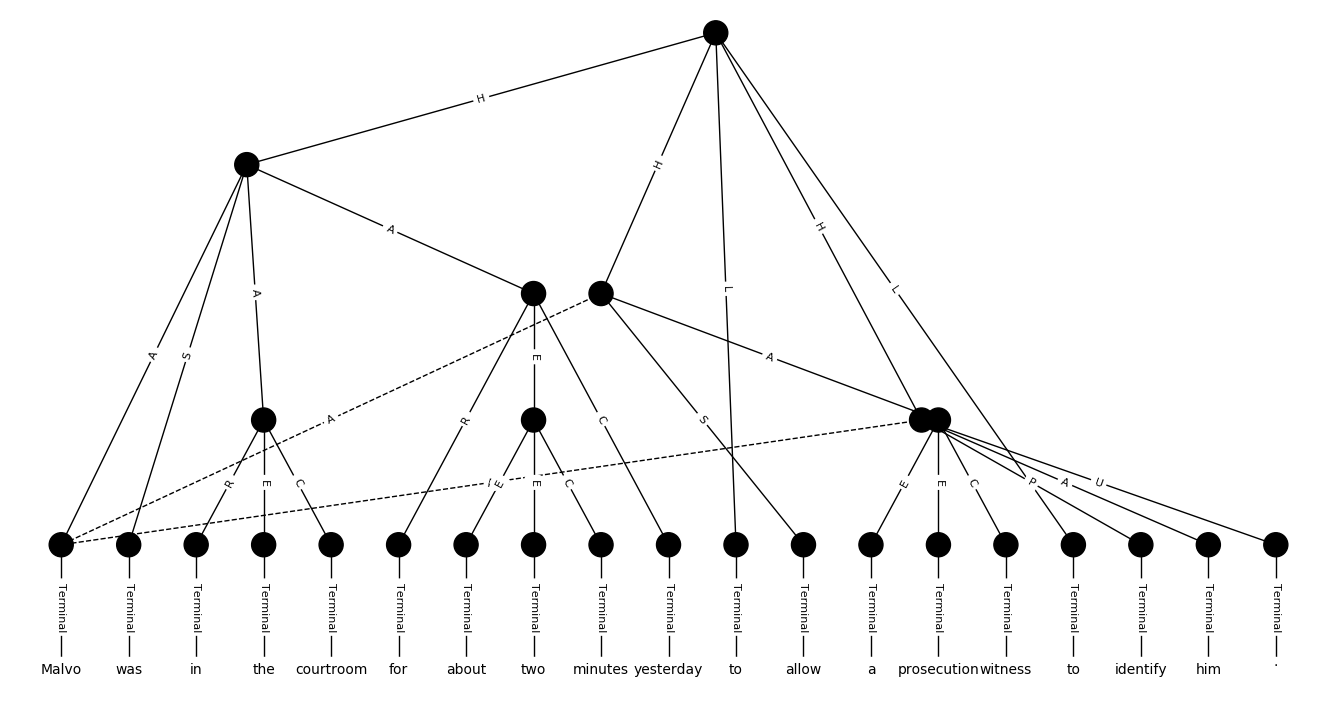 H
H
A
H
A
L
L
A
S
E
A
R
A
C
S
R
E
C
E
E
C
E
E
C
P
A
U
Terminal Terminal Terminal Terminal Terminal Terminal Terminal Terminal Terminal Terminal Terminal Terminal Terminal Terminal Terminal Terminal Terminal Terminal Terminal
Malvo was in the courtroom for about two minutes yesterday to allow a prosecution witness to identify him .